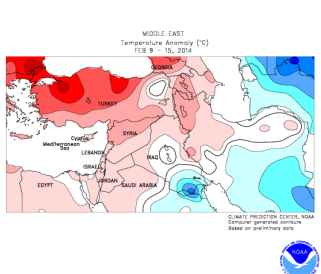 MIDDLE EAST
Temperature Anomaly (°C)
FEB 9 - 15, 2014
GEORGIA
TURKEY
Cyprus
SYRIA
Mediterranean
Sea
LEBANON
IRAQ
ISRAEL
JORDAN
EGYPT
SAUDI ARABIA
CLIMATE PREDICTION CENTER, NOAA
Computer generated contours
Based on preliminary data
NOAA